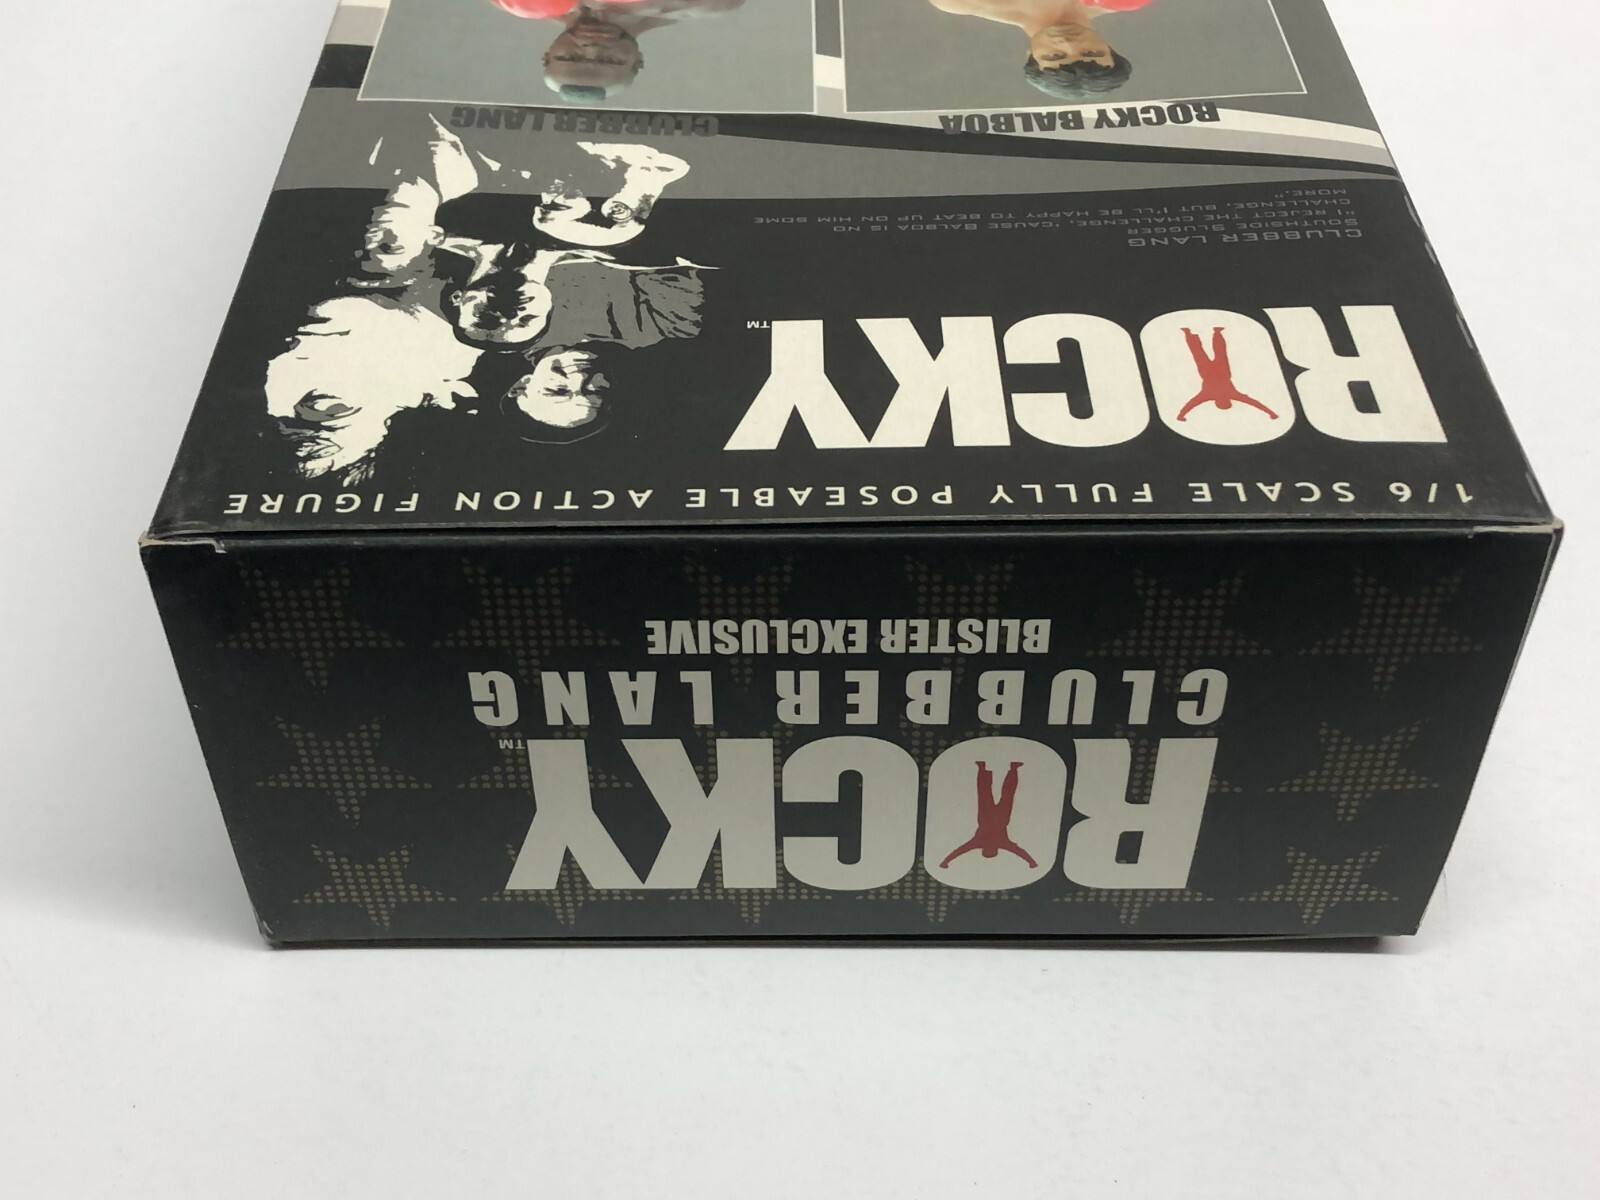 ROCKY™
CLUBBER LANG
BLISTER EXCLUSIVE
1/6 SCALE FULLY POSEABLE ACTION FIGURE
ROCKY™
CLUBBER LANG
SOUTHSIDE SLUGGER
"I REJECT THE CHALLENGE, 'CAUSE BALBOA IS NO
CHALLENGE, BUT I'LL BE HAPPY TO BEAT UP ON HIM SOME
MORE."
ROCKY BALBOA
CLUBBER LANG